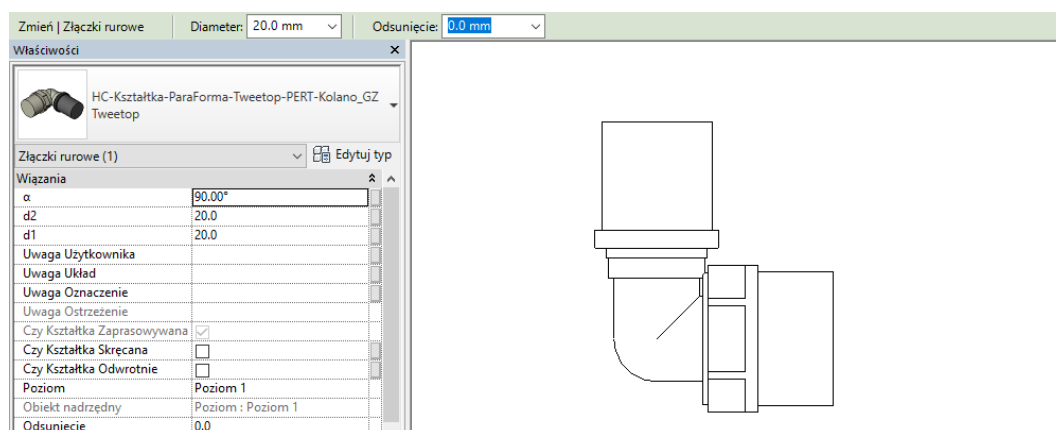 Zmień | Złączki rurowe Diameter: 20.0 mm Odsunięcie: 0.0 mm
Właściwości
HC-Kształtka-ParaForma-Tweetop-PERT-Kolano_GZ
Tweetop
Złączki rurowe (1) Edytuj typ
Wiązania
α 90.00°
d2 20.0
d1 20.0
Uwaga Użytkownika
Uwaga Układ
Uwaga Oznaczenie
Uwaga Ostrzeżenie
Czy Kształtka Zaprasowywana
Czy Kształtka Skręcana
Czy Kształtka Odwrotnie
Poziom Poziom 1
Obiekt nadrzędny Poziom : Poziom 1
Odsunięcie 0.0